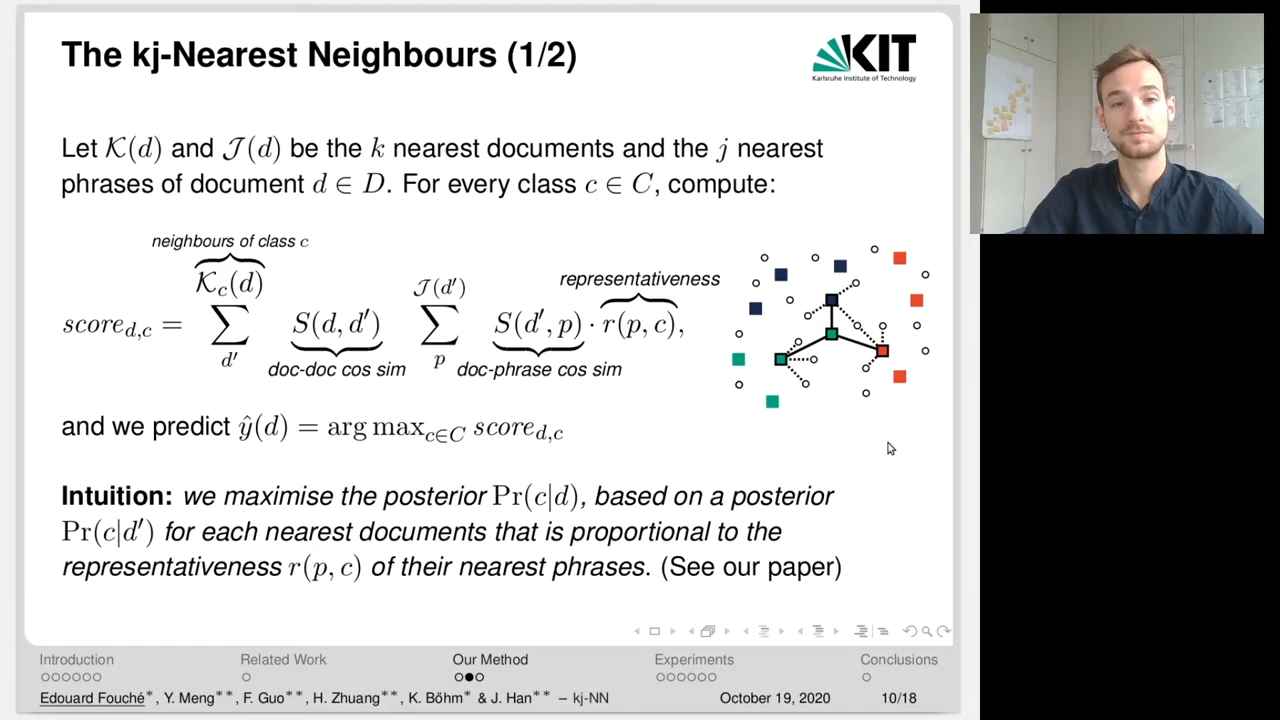 The kj-Nearest Neighbours (1/2)
KIT
Karlsruhe Institute of Technology
Let 𝒦(d) and 𝒥(d) be the k nearest documents and the j nearest
phrases of document d ∈ D. For every class c ∈ C, compute:
neighbours of class c
representativeness
score_{d,c} = ∑_{d′}^{𝒦_c(d)} S(d, d′) ∑_{p}^{𝒥(d′)} S(d′, p) · r(p, c),
doc-doc cos sim
doc-phrase cos sim
and we predict ŷ(d) = arg max_{c∈C} score_{d,c}
Intuition: we maximise the posterior Pr(c|d), based on a posterior
Pr(c|d′) for each nearest documents that is proportional to the
representativeness r(p, c) of their nearest phrases. (See our paper)
Introduction
Related Work
Our Method
Experiments
Conclusions
Edouard Fouché*, Y. Meng**, F. Guo**, H. Zhuang**, K. Böhm* & J. Han** – kj-NN
October 19, 2020
10/18